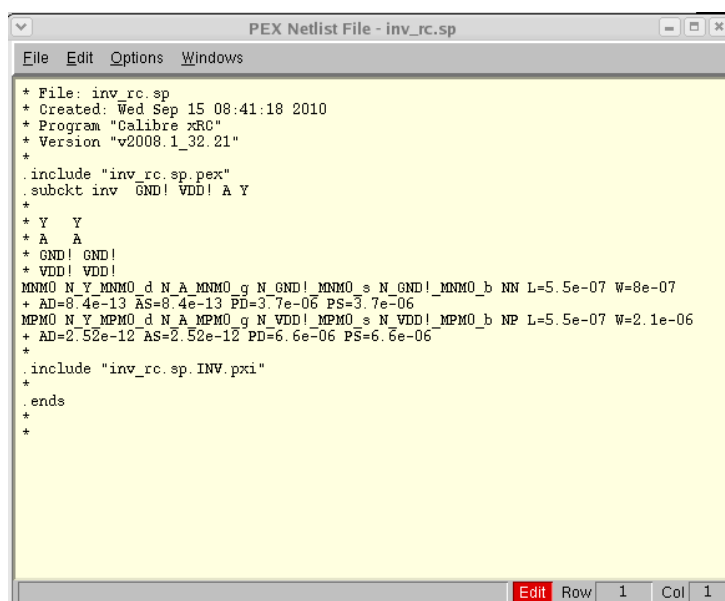 PEX Netlist File - inv_rc.sp
File Edit Options Windows
* File: inv_rc.sp
* Created: Wed Sep 15 08:41:18 2010
* Program "Calibre xRC"
* Version "v2008.1_32.21"
*
.include "inv_rc.sp.pex"
.subckt inv  GND! VDD! A Y
*
* Y   Y
* A   A
* GND! GND!
* VDD! VDD!
MNM0 N_Y_MNM0_d N_A_MNM0_g N_GND!_MNM0_s N_GND!_MNM0_b NN L=5.5e-07 W=8e-07
+ AD=8.4e-13 AS=8.4e-13 PD=3.7e-06 PS=3.7e-06
MPM0 N_Y_MPM0_d N_A_MPM0_g N_VDD!_MPM0_s N_VDD!_MPM0_b NP L=5.5e-07 W=2.1e-06
+ AD=2.52e-12 AS=2.52e-12 PD=6.6e-06 PS=6.6e-06
*
.include "inv_rc.sp.INV.pxi"
*
.ends
*
*
Edit Row 1 Col 1